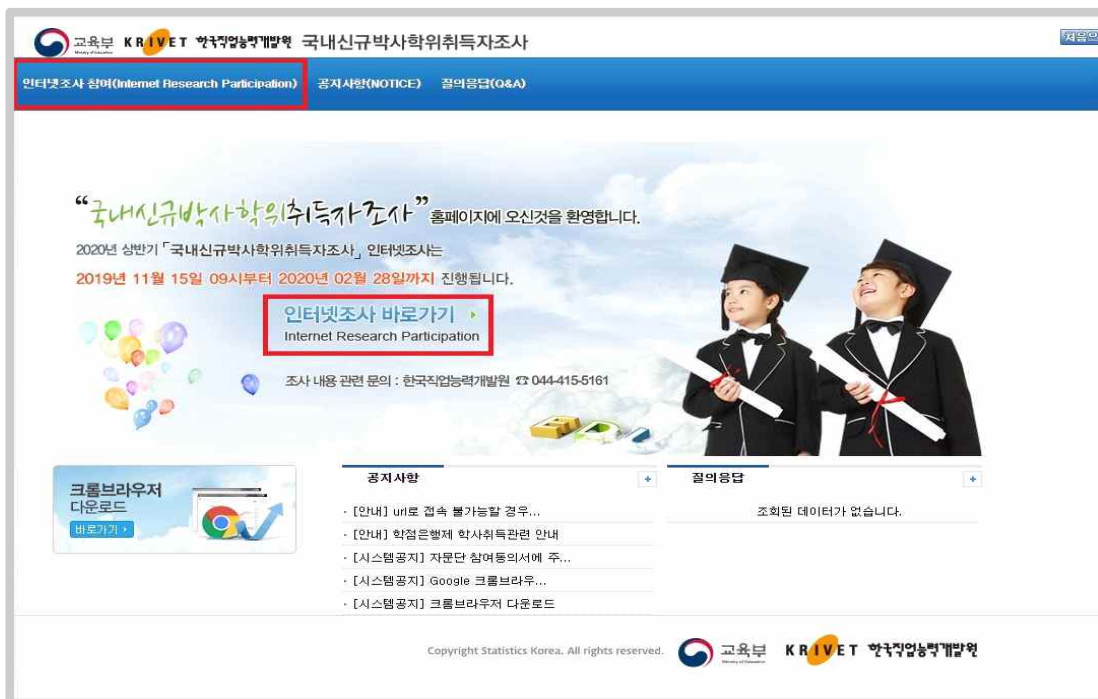 교육부 KRIVET 한국직업능력개발원 국내신규박사학위취득자조사
Ministry of Education
처음으
인터넷조사 참여(Internet Research Participation) 공지사항(NOTICE) 질의응답(Q&A)
“국내신규박사학위취득자조사” 홈페이지에 오신것을 환영합니다.
2020년 상반기 「국내신규박사학위취득자조사」 인터넷조사는
2019년 11월 15일 09시부터 2020년 02월 28일까지 진행됩니다.
인터넷조사 바로가기
Internet Research Participation
조사 내용 관련 문의 : 한국직업능력개발원 ☎ 044-415-5161
크롬브라우저
다운로드
바로가기
공지사항 +
· [안내] url로 접속 불가능할 경우...
· [안내] 학점은행제 학사취득관련 안내
· [시스템공지] 자문단 참여동의서에 주...
· [시스템공지] Google 크롬브라우...
· [시스템공지] 크롬브라우저 다운로드
질의응답 +
조회된 데이터가 없습니다.
Copyright Statistics Korea. All rights reserved. 교육부 KRIVET 한국직업능력개발원
Ministry of Education